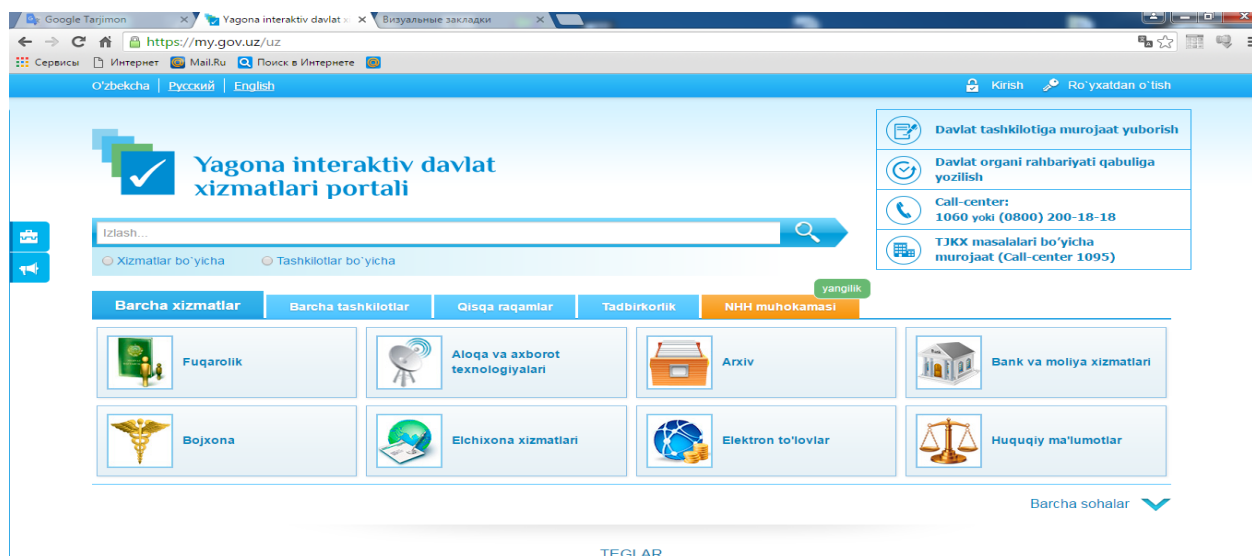 Google Tarjimon
Yagona interaktiv davlat
Визуальные закладки
https://my.gov.uz/uz
Сервисы
Интернет
Mail.Ru
Поиск в Интернете
O'zbekcha | Русский | English
Kirish
Ro`yxatdan o`tish
Yagona interaktiv davlat
xizmatlari portali
Davlat tashkilotiga murojaat yuborish
Davlat organi rahbariyati qabuliga
yozilish
Call-center:
1060 yoki (0800) 200-18-18
TJKX masalalari bo‘yicha
murojaat (Call-center 1095)
Izlash...
Xizmatlar bo`yicha
Tashkilotlar bo`yicha
yangilik
Barcha xizmatlar
Barcha tashkilotlar
Qisqa raqamlar
Tadbirkorlik
NHH muhokamasi
Fuqarolik
Aloqa va axborot
texnologiyalari
Arxiv
Bank va moliya xizmatlari
Bojxona
Elchixona xizmatlari
Elektron to'lovlar
Huquqiy ma'lumotlar
Barcha sohalar
TEGLAR